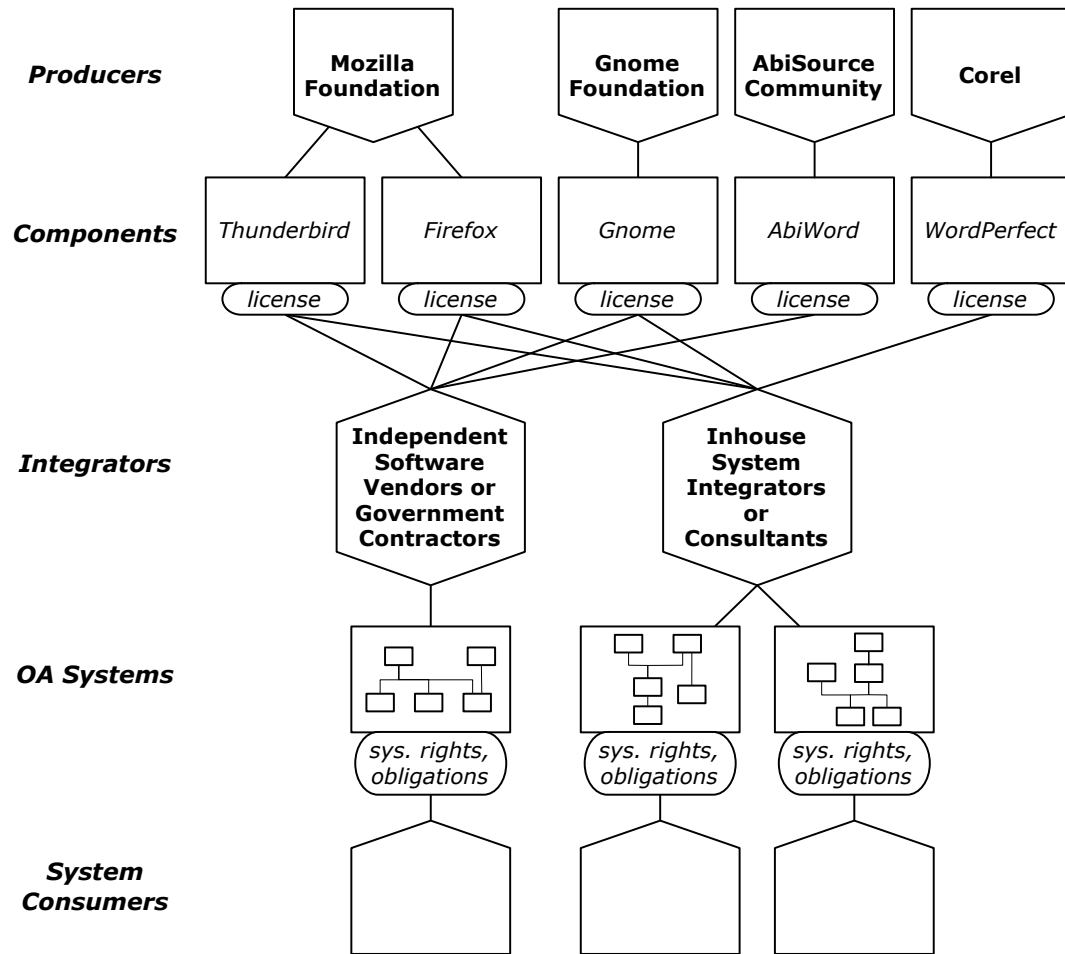 Producers
Mozilla
Foundation
Gnome
Foundation
AbiSource
Community
Corel
Components
Thunderbird
Firefox
Gnome
AbiWord
WordPerfect
license
license
license
license
license
Integrators
Independent
Software
Vendors or
Government
Contractors
Inhouse
System
Integrators
or
Consultants
OA Systems
sys. rights,
obligations
sys. rights,
obligations
sys. rights,
obligations
System
Consumers